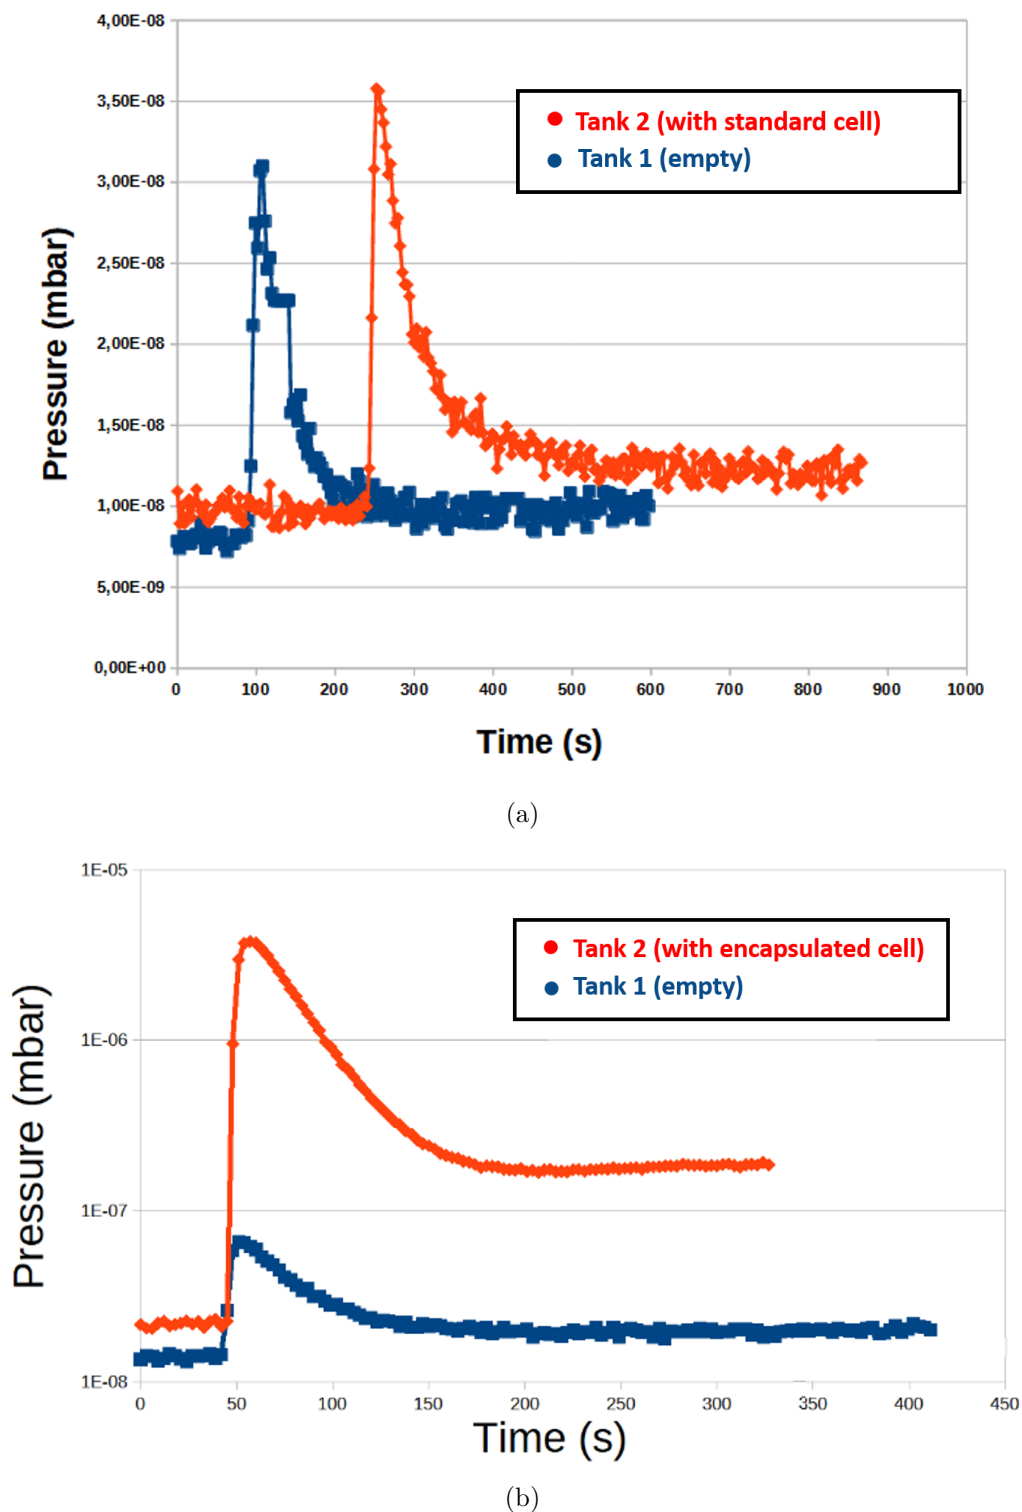 4,00E-08
3,50E-08
3,00E-08
2,50E-08
2,00E-08
1,50E-08
1,00E-08
5,00E-09
0,00E+00
Pressure (mbar)
Tank 2 (with standard cell)
Tank 1 (empty)
0 100 200 300 400 500 600 700 800 900 1000
Time (s)
(a)
1E-05
1E-06
1E-07
1E-08
Pressure (mbar)
Tank 2 (with encapsulated cell)
Tank 1 (empty)
0 50 100 150 200 250 300 350 400 450
Time (s)
(b)